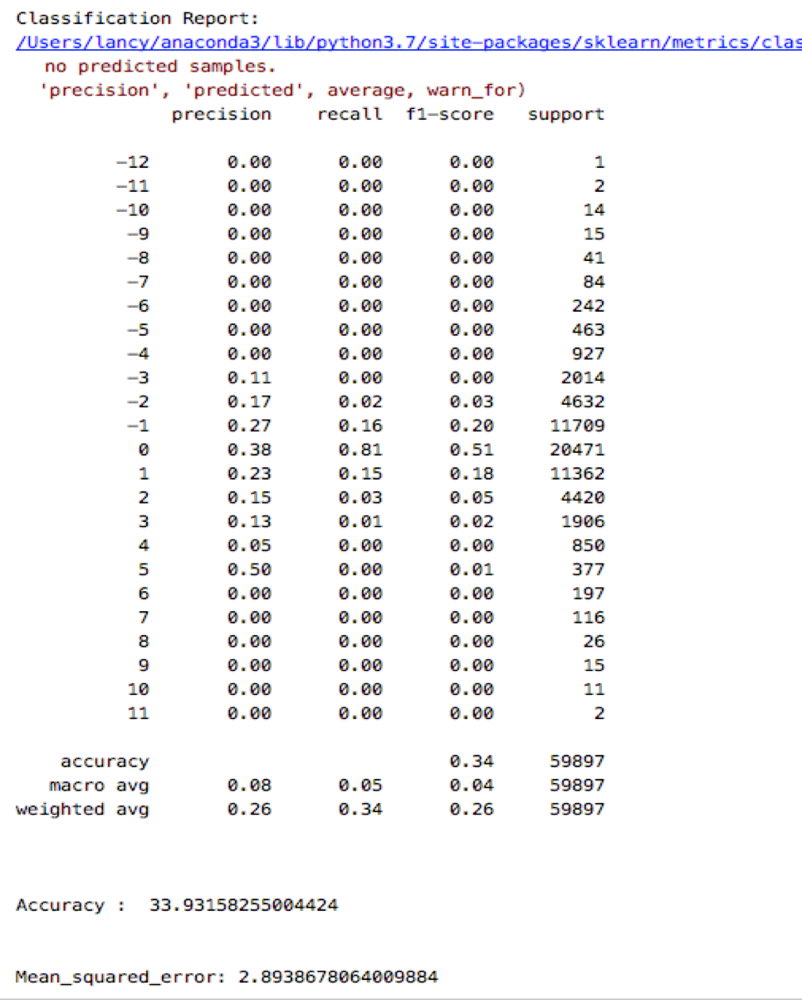 Classification Report:
/Users/lancy/anaconda3/lib/python3.7/site-packages/sklearn/metrics/clas
no predicted samples.
'precision', 'predicted', average, warn_for)
precision recall f1-score support
-12 0.00 0.00 0.00 1
-11 0.00 0.00 0.00 2
-10 0.00 0.00 0.00 14
-9 0.00 0.00 0.00 15
-8 0.00 0.00 0.00 41
-7 0.00 0.00 0.00 84
-6 0.00 0.00 0.00 242
-5 0.00 0.00 0.00 463
-4 0.00 0.00 0.00 927
-3 0.11 0.00 0.00 2014
-2 0.17 0.02 0.03 4632
-1 0.27 0.16 0.20 11709
0 0.38 0.81 0.51 20471
1 0.23 0.15 0.18 11362
2 0.15 0.03 0.05 4420
3 0.13 0.01 0.02 1906
4 0.05 0.00 0.00 850
5 0.50 0.00 0.01 377
6 0.00 0.00 0.00 197
7 0.00 0.00 0.00 116
8 0.00 0.00 0.00 26
9 0.00 0.00 0.00 15
10 0.00 0.00 0.00 11
11 0.00 0.00 0.00 2
accuracy 0.34 59897
macro avg 0.08 0.05 0.04 59897
weighted avg 0.26 0.34 0.26 59897
Accuracy : 33.93158255004424
Mean_squared_error: 2.8938678064009884